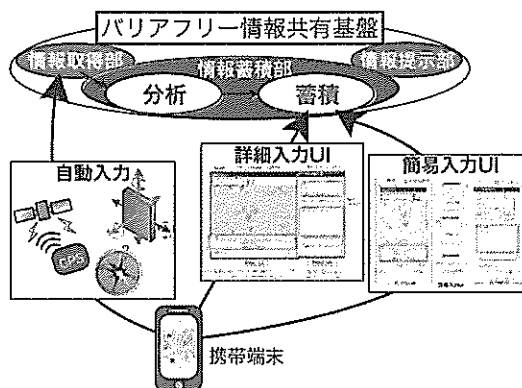 バリアフリー情報共有基盤
情報取得部
情報蓄積部
情報提示部
分析
蓄積
自動入力
詳細入力UI
簡易入力UI
GPS
携帯端末